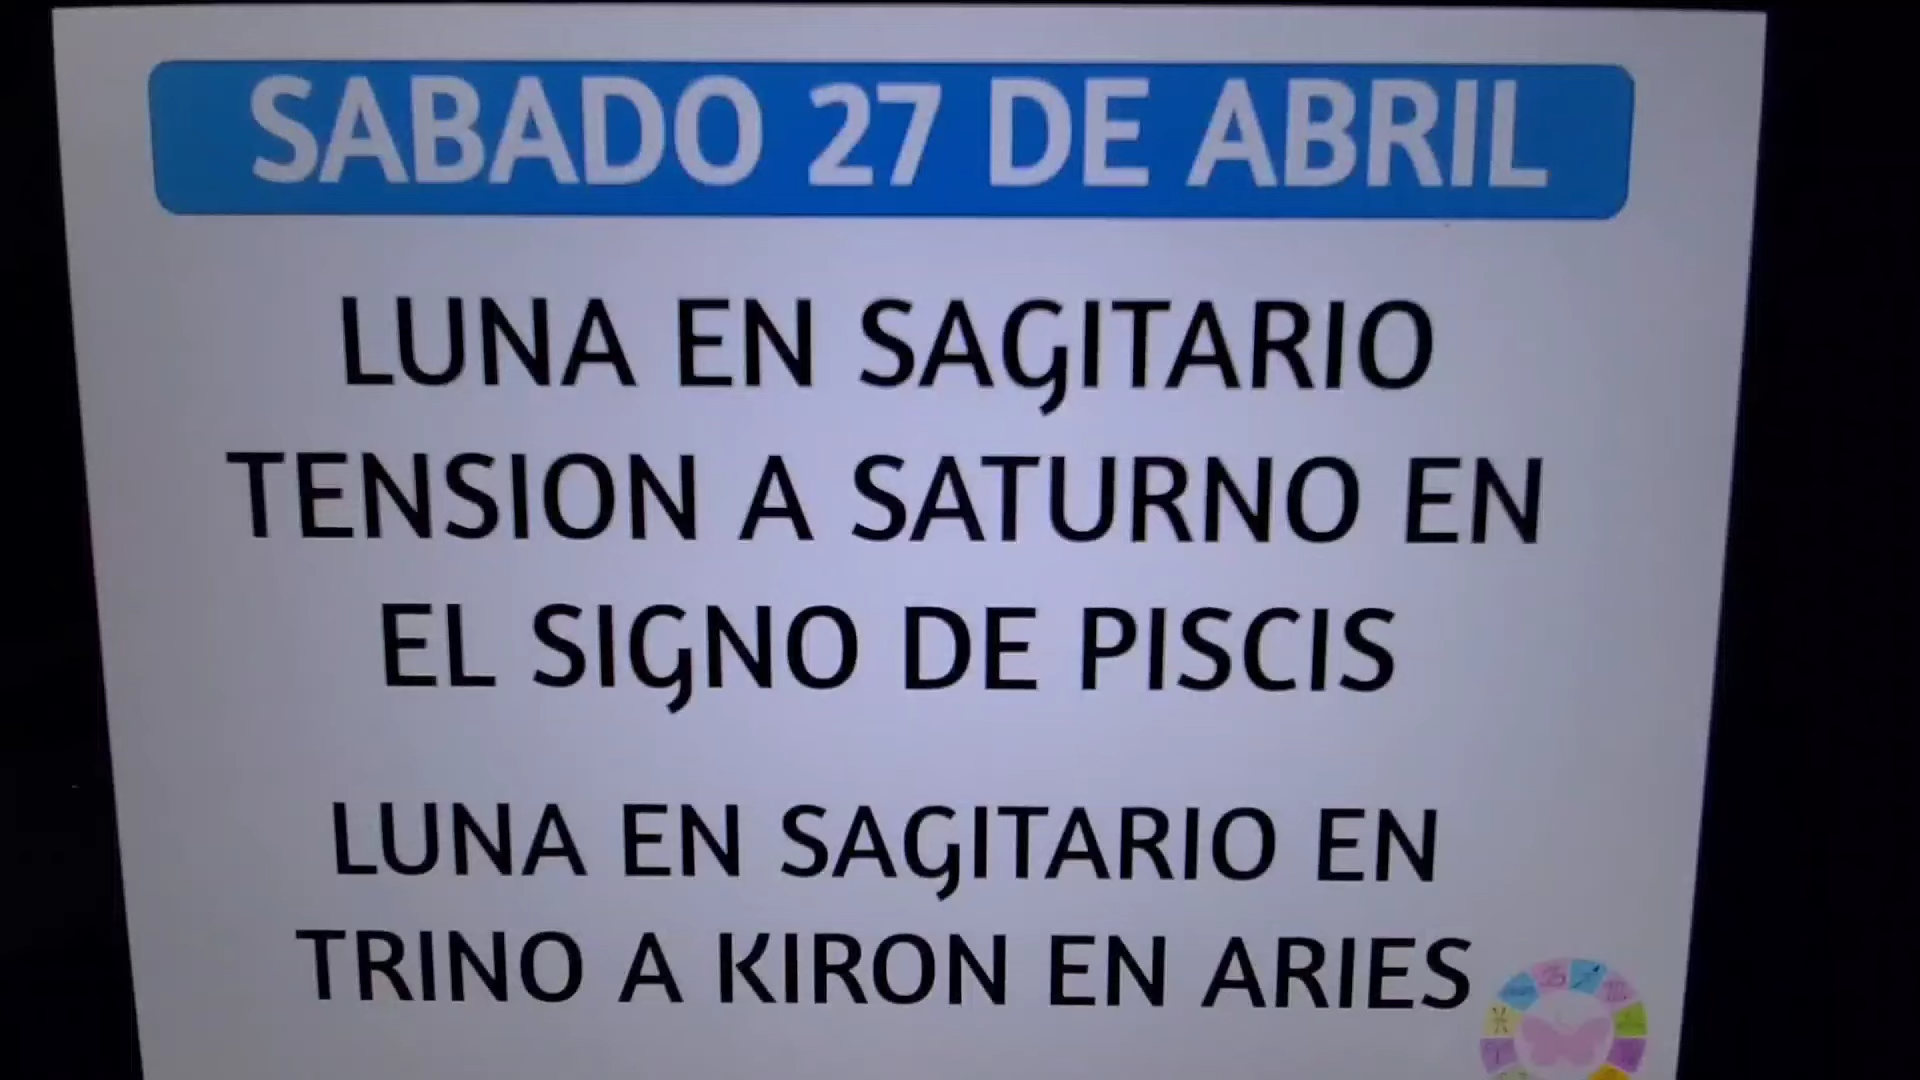 SABADO 27 DE ABRIL
LUNA EN SAGITARIO
TENSION A SATURNO EN
EL SIGNO DE PISCIS
LUNA EN SAGITARIO EN
TRINO A KIRON EN ARIES